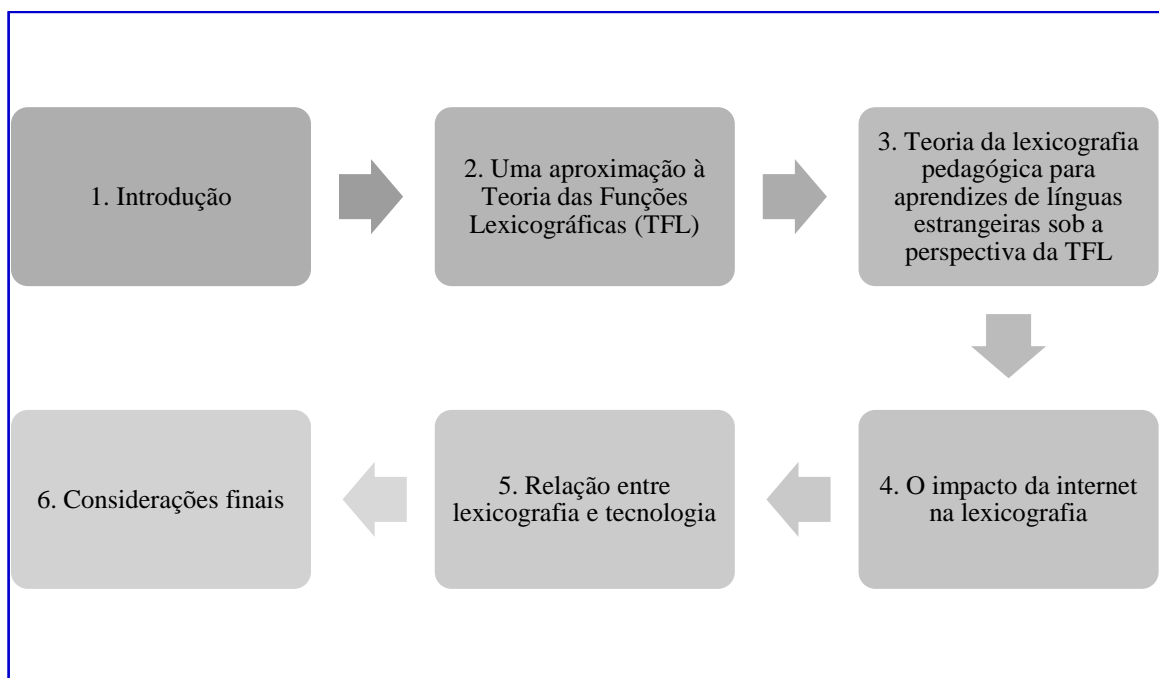 1. Introdução
2. Uma aproximação à
Teoria das Funções
Lexicográficas (TFL)
3. Teoria da lexicografia
pedagógica para
aprendizes de línguas
estrangeiras sob a
perspectiva da TFL
4. O impacto da internet
na lexicografia
5. Relação entre
lexicografia e tecnologia
6. Considerações finais